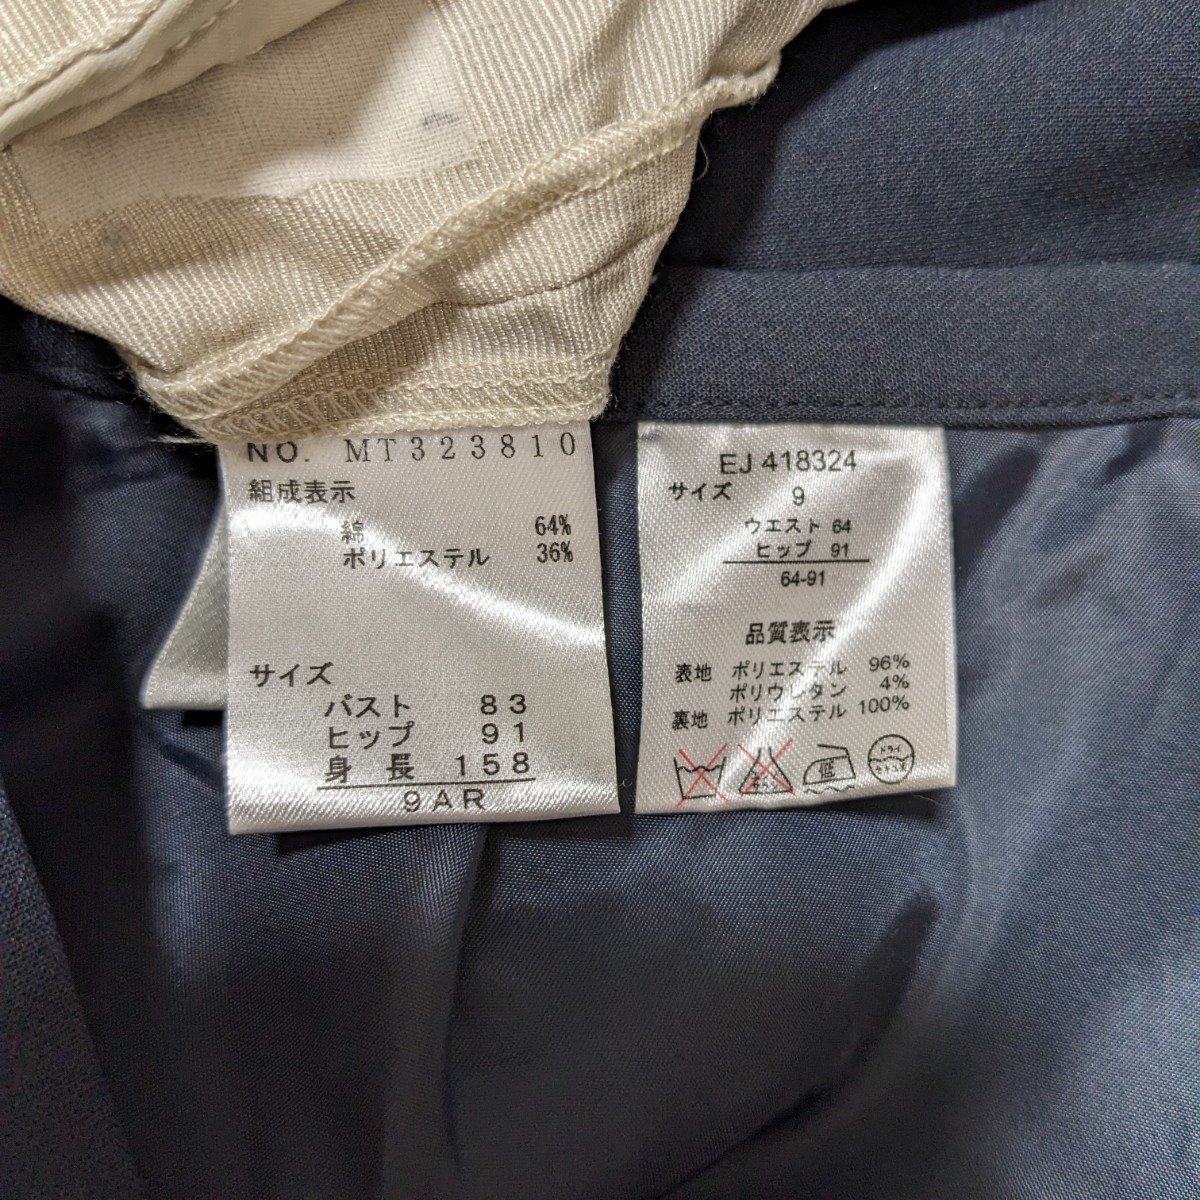 NO. MT323810
組成表示
綿 64%
ポリエステル 36%
サイズ
バスト 83
ヒップ 91
身 長 158
9AR
EJ 418324
サイズ 9
ウエスト 64
ヒップ 91
64-91
品質表示
表地 ポリエステル 96%
ポリウレタン 4%
裏地 ポリエステル 100%
低
ドライ